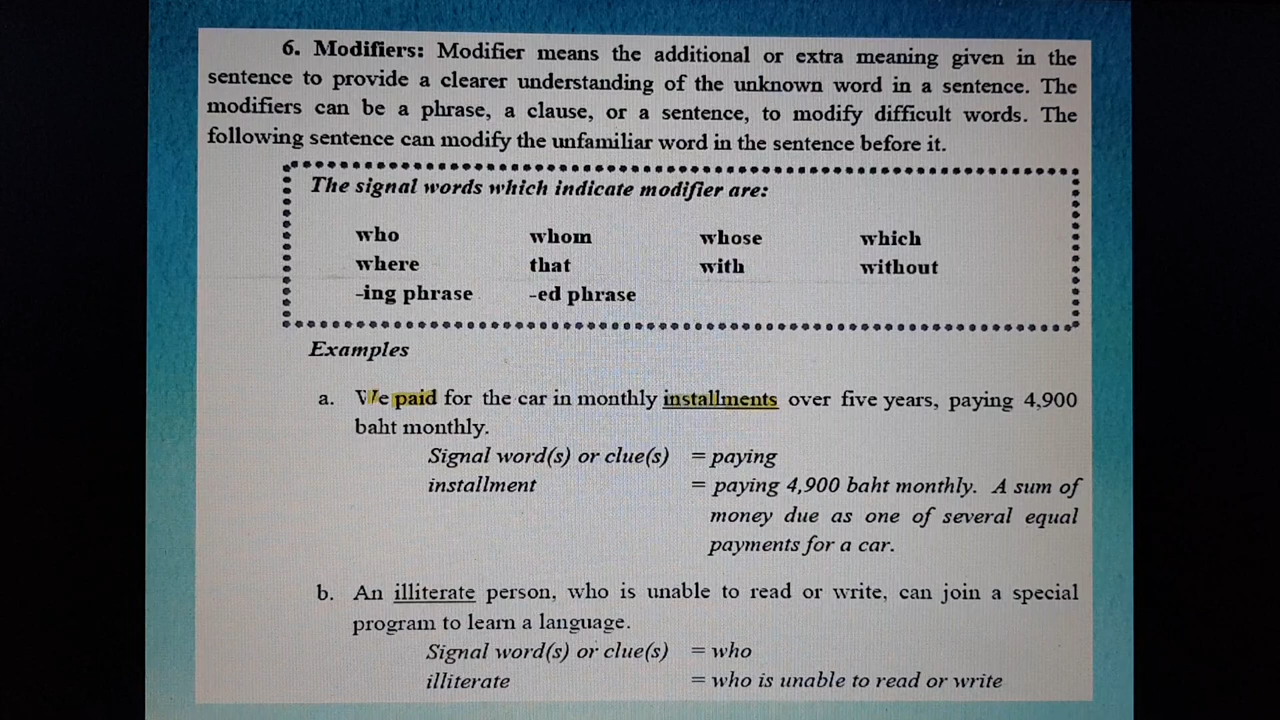 6. Modifiers: Modifier means the additional or extra meaning given in the
sentence to provide a clearer understanding of the unknown word in a sentence. The
modifiers can be a phrase, a clause, or a sentence, to modify difficult words. The
following sentence can modify the unfamiliar word in the sentence before it.
The signal words which indicate modifier are:
who whom whose which
where that with without
-ing phrase -ed phrase
Examples
a. We paid for the car in monthly installments over five years, paying 4,900
baht monthly.
Signal word(s) or clue(s) = paying
installment = paying 4,900 baht monthly. A sum of
money due as one of several equal
payments for a car.
b. An illiterate person, who is unable to read or write, can join a special
program to learn a language.
Signal word(s) or clue(s) = who
illiterate = who is unable to read or write